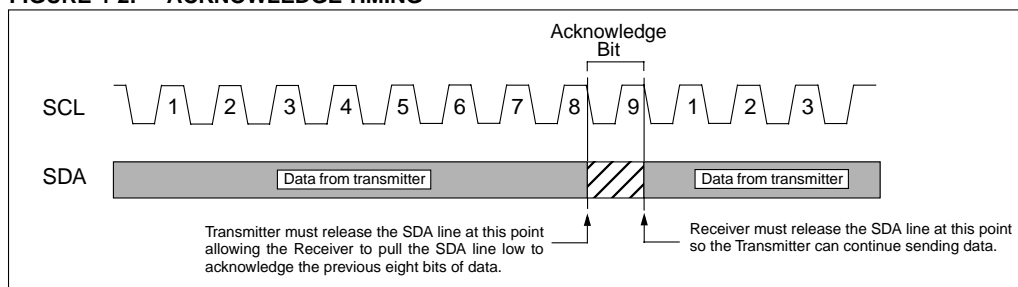 FIGURE 4-2: ACKNOWLEDGE TIMING
Acknowledge
Bit
SCL 1 2 3 4 5 6 7 8 9 1 2 3
SDA Data from transmitter Data from transmitter
Transmitter must release the SDA line at this point
allowing the Receiver to pull the SDA line low to
acknowledge the previous eight bits of data.
Receiver must release the SDA line at this point
so the Transmitter can continue sending data.